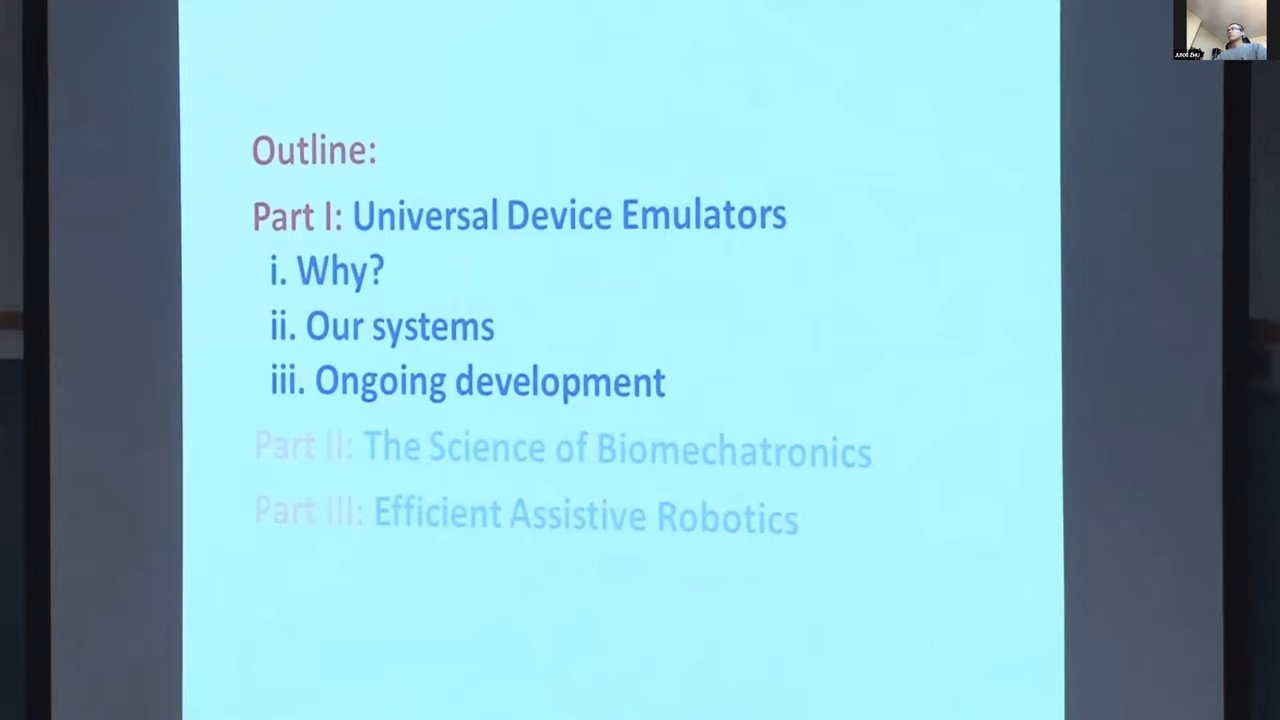 Outline:
Part I: Universal Device Emulators
i. Why?
ii. Our systems
iii. Ongoing development
Part II: The Science of Biomechatronics
Part III: Efficient Assistive Robotics